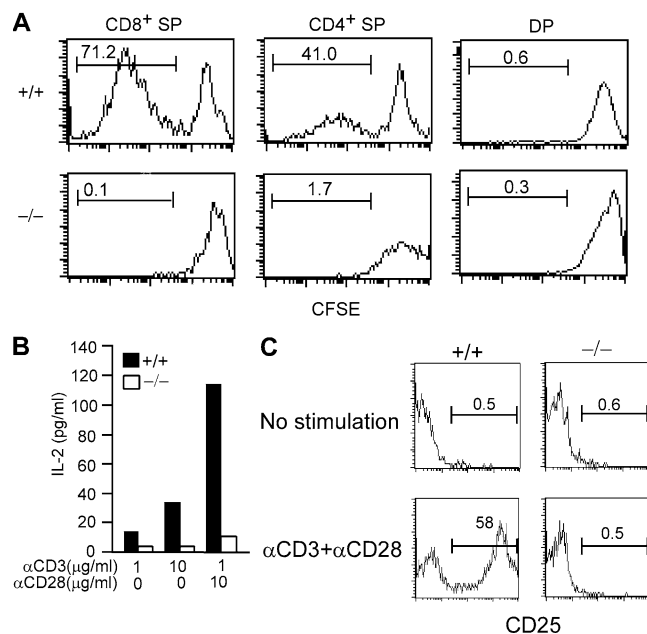 A
CD8+ SP CD4+ SP DP
+/+ 71.2 41.0 0.6
–/– 0.1 1.7 0.3
CFSE
B
IL-2 (pg/ml)
140
120
100
80
60
40
20
0
+/+
–/–
αCD3(μg/ml) 1 10 1
αCD28(μg/ml) 0 0 10
C
+/+ –/–
No stimulation 0.5 0.6
αCD3+αCD28 58 0.5
CD25